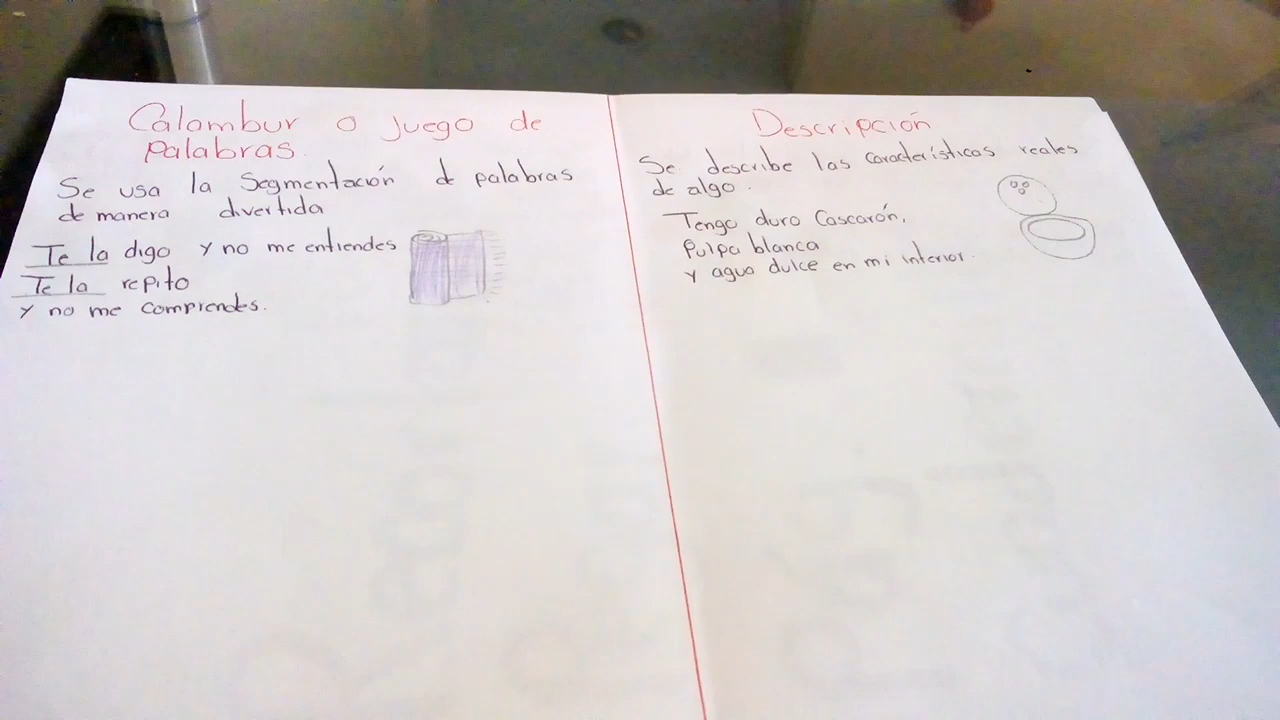 Calambur o juego de
palabras.
Se usa la Segmentación de palabras
de manera divertida
Te la digo y no me entiendes
Te la repito
y no me comprendes.
Descripción
Se describe las características reales
de algo.
Tengo duro Cascarón,
Pulpa blanca
y agua dulce en mi interior.